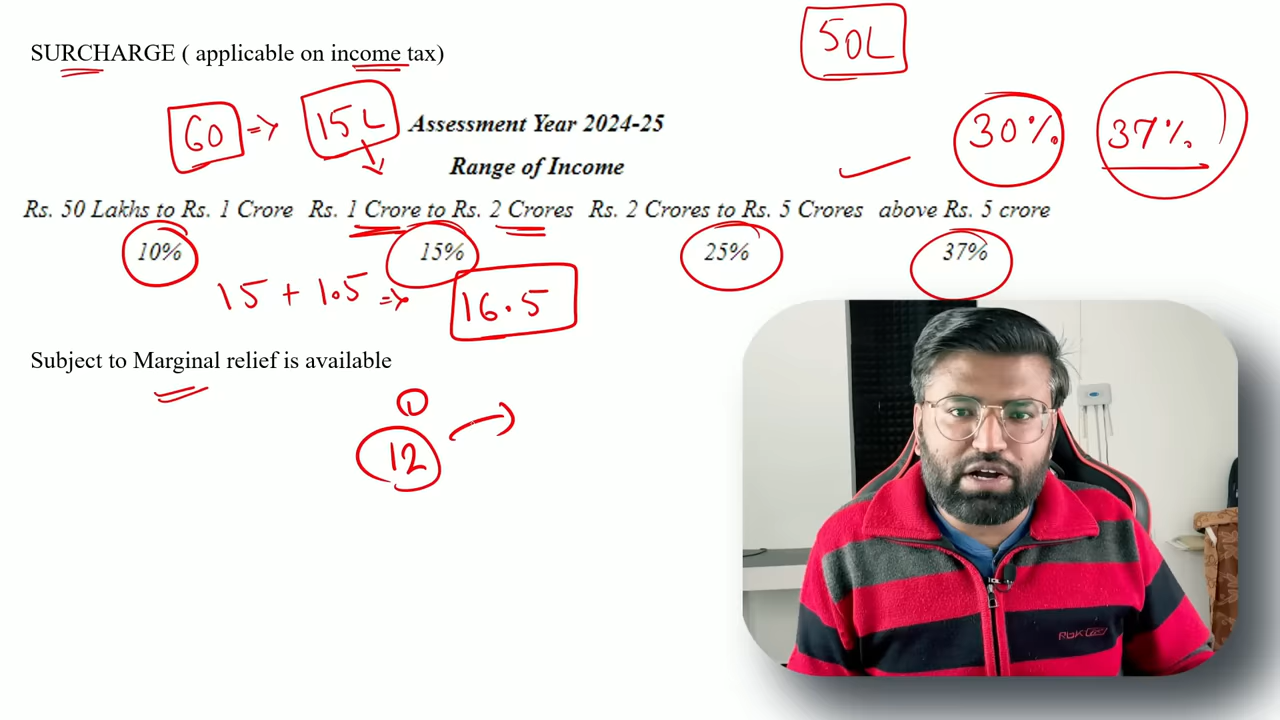 50L
SURCHARGE ( applicable on income tax)
60 => 15L
Assessment Year 2024-25
30% 37%
Range of Income
Rs. 50 Lakhs to Rs. 1 Crore Rs. 1 Crore to Rs. 2 Crores Rs. 2 Crores to Rs. 5 Crores above Rs. 5 crore
10% 15% 25% 37%
15 + 1.5 => 16.5
Subject to Marginal relief is available
12